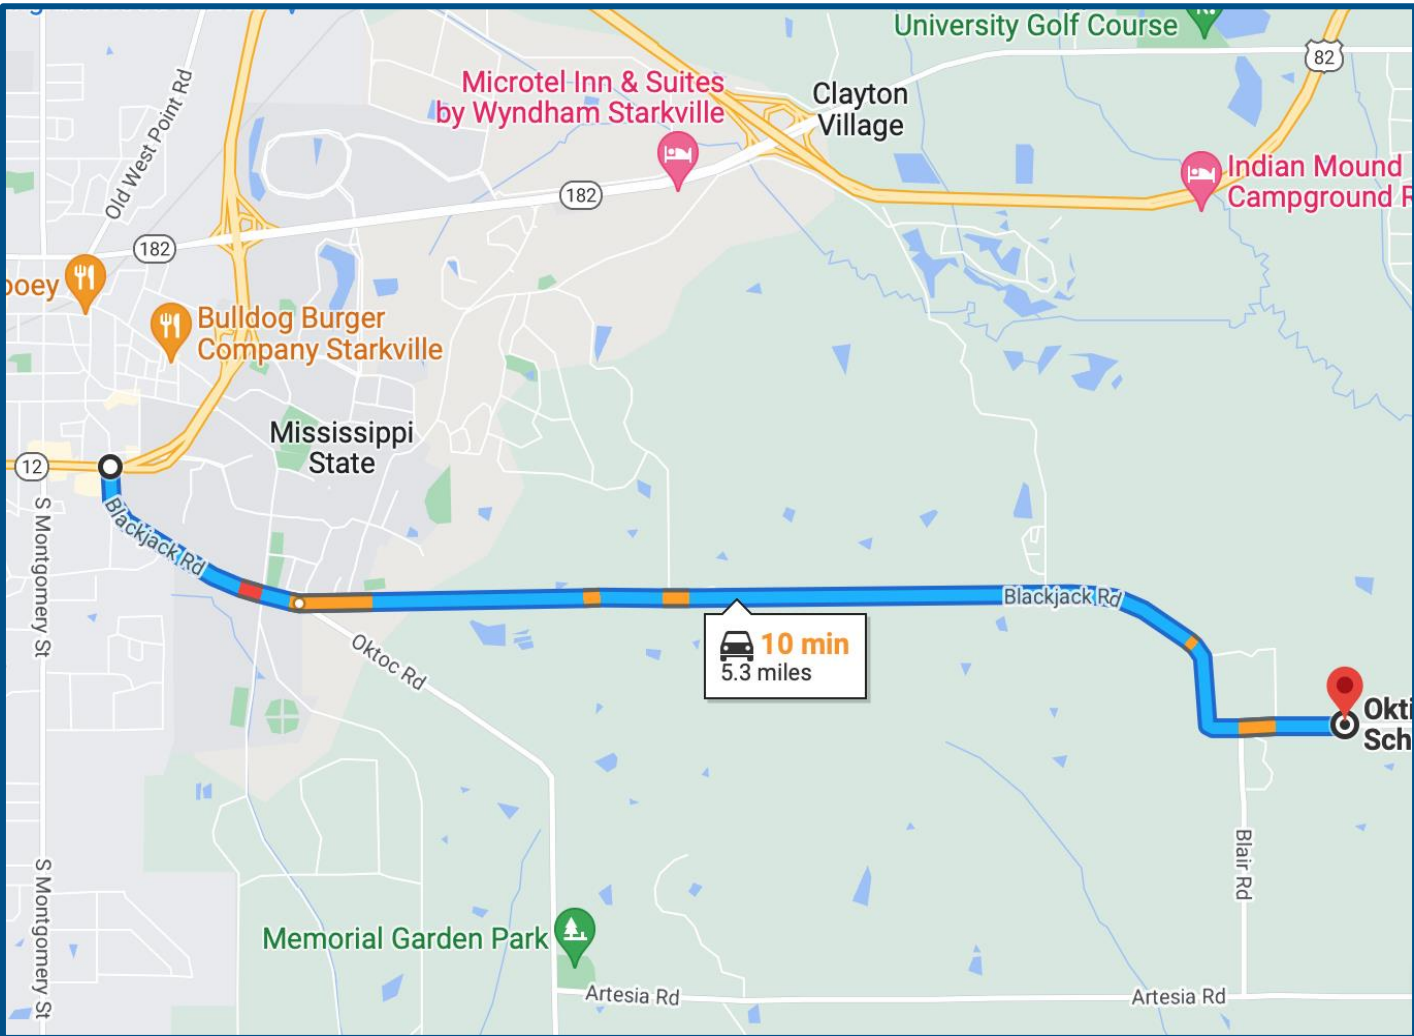 University Golf Course
82
Microtel Inn & Suites
by Wyndham Starkville
Clayton
Village
Old West Point Rd
Indian Mound
Campground R
182
182
ooey
Bulldog Burger
Company Starkville
Mississippi
State
12
S Montgomery St
Blackjack Rd
Blackjack Rd
10 min
5.3 miles
Oktoc Rd
Okti
Sch
Blair Rd
S Montgomery St
Memorial Garden Park
Artesia Rd
Artesia Rd